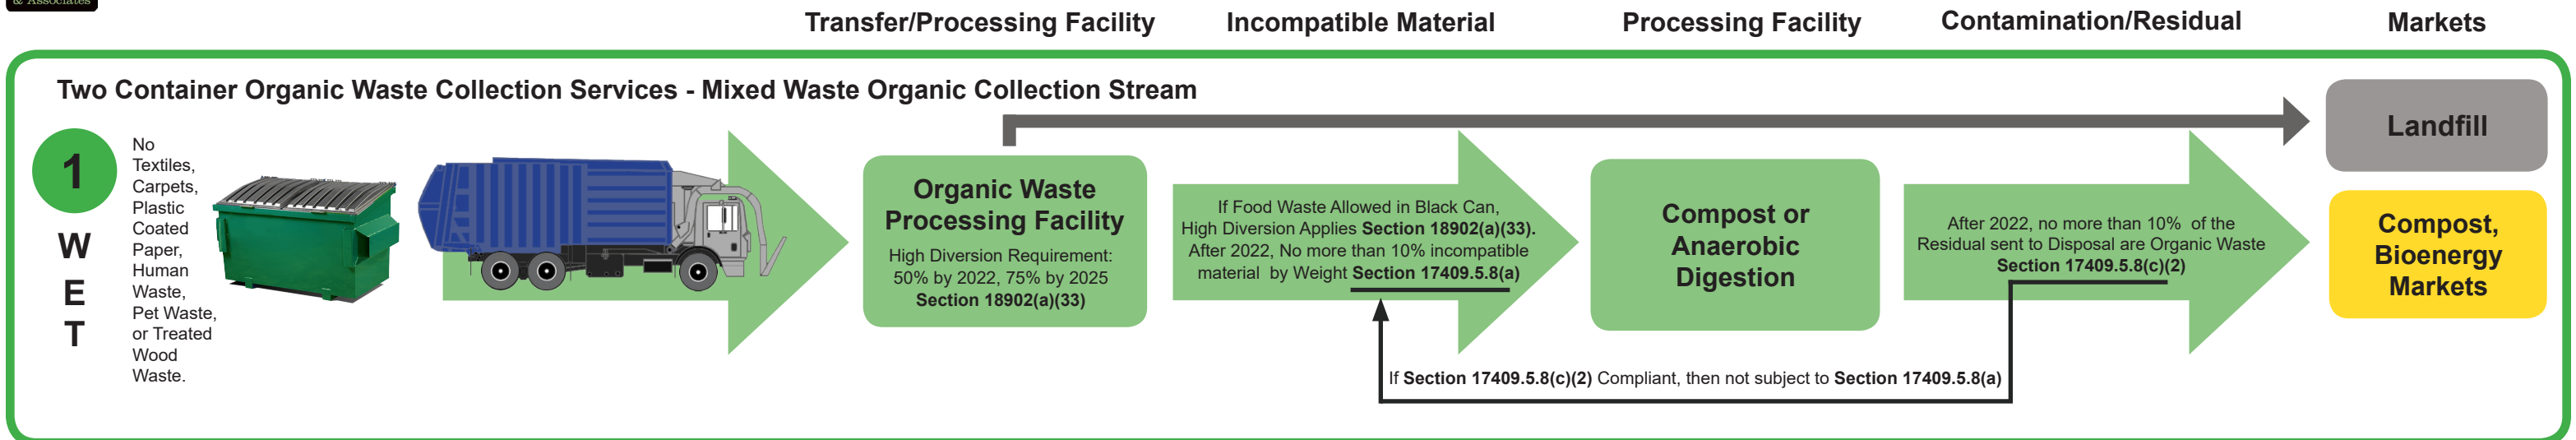 & Associates
Transfer/Processing Facility
Incompatible Material
Processing Facility
Contamination/Residual
Markets
Two Container Organic Waste Collection Services - Mixed Waste Organic Collection Stream
1
W
E
T
No
Textiles,
Carpets,
Plastic
Coated
Paper,
Human
Waste,
Pet Waste,
or Treated
Wood
Waste.
Organic Waste
Processing Facility
High Diversion Requirement:
50% by 2022, 75% by 2025
Section 18902(a)(33)
If Food Waste Allowed in Black Can,
High Diversion Applies Section 18902(a)(33).
After 2022, No more than 10% incompatible
material by Weight Section 17409.5.8(a)
Compost or
Anaerobic
Digestion
After 2022, no more than 10% of the
Residual sent to Disposal are Organic Waste
Section 17409.5.8(c)(2)
If Section 17409.5.8(c)(2) Compliant, then not subject to Section 17409.5.8(a)
Landfill
Compost,
Bioenergy
Markets